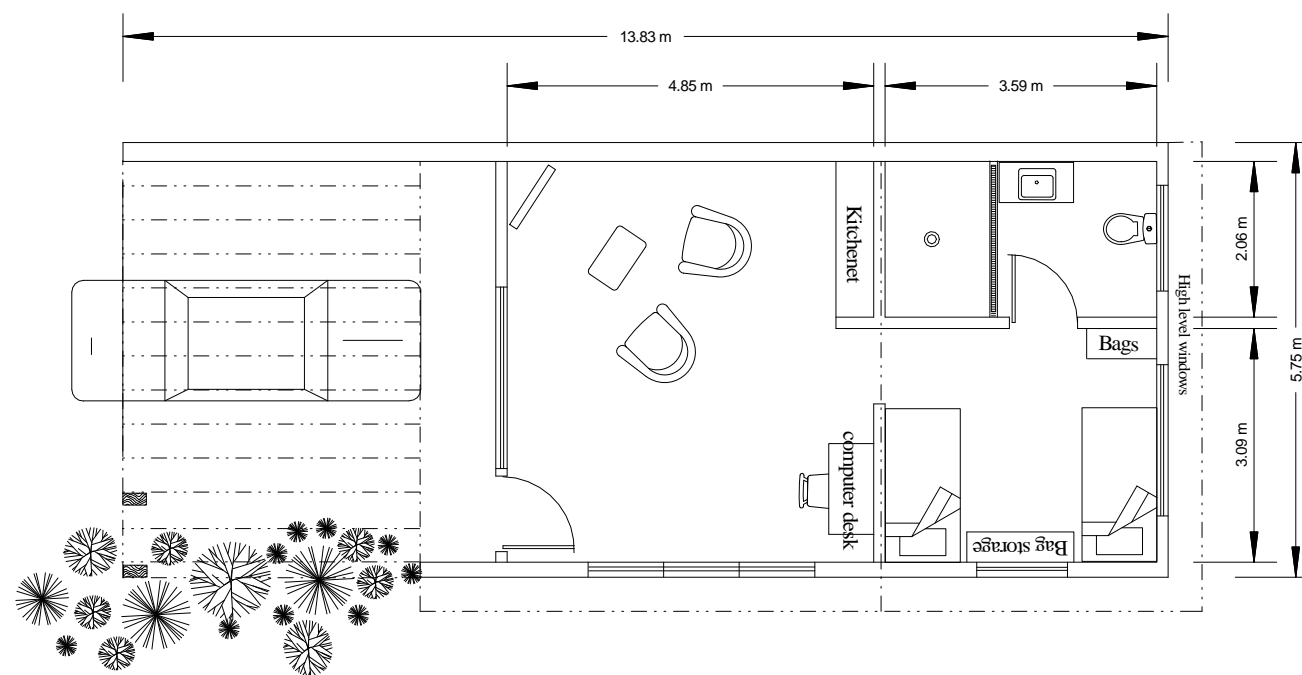 13.83 m
4.85 m
3.59 m
Kitchenet
2.06 m
High level windows
5.75 m
Bags
3.09 m
computer desk
Bag storage